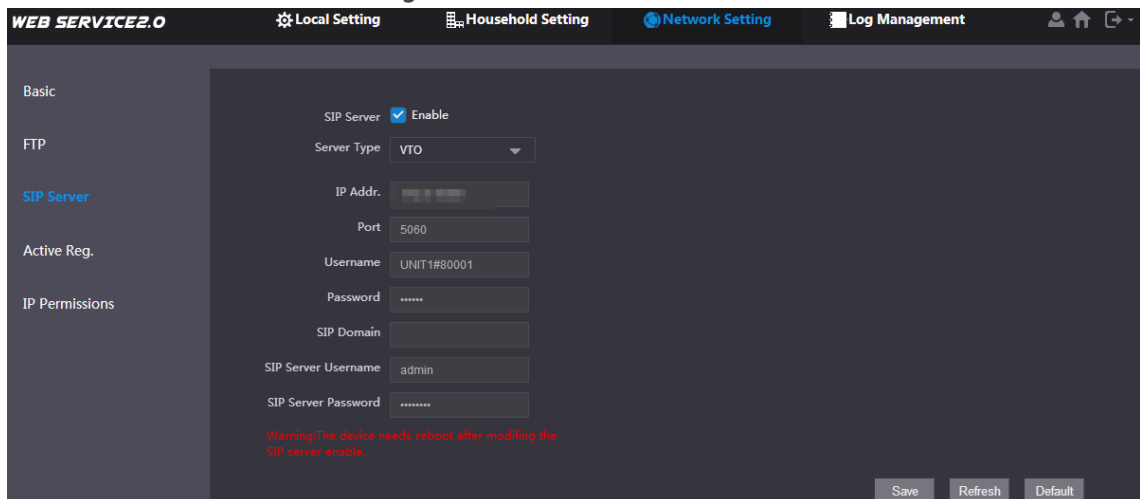 WEB SERVICE2.0 Local Setting Household Setting Network Setting Log Management
Basic
SIP Server Enable
FTP
Server Type VTO
SIP Server
IP Addr.
Port 5060
Active Reg.
Username UNIT1#80001
IP Permissions
Password ••••••
SIP Domain
SIP Server Username admin
SIP Server Password ••••••••
Warning:The device needs reboot after modifing the
SIP server enable.
Save Refresh Default